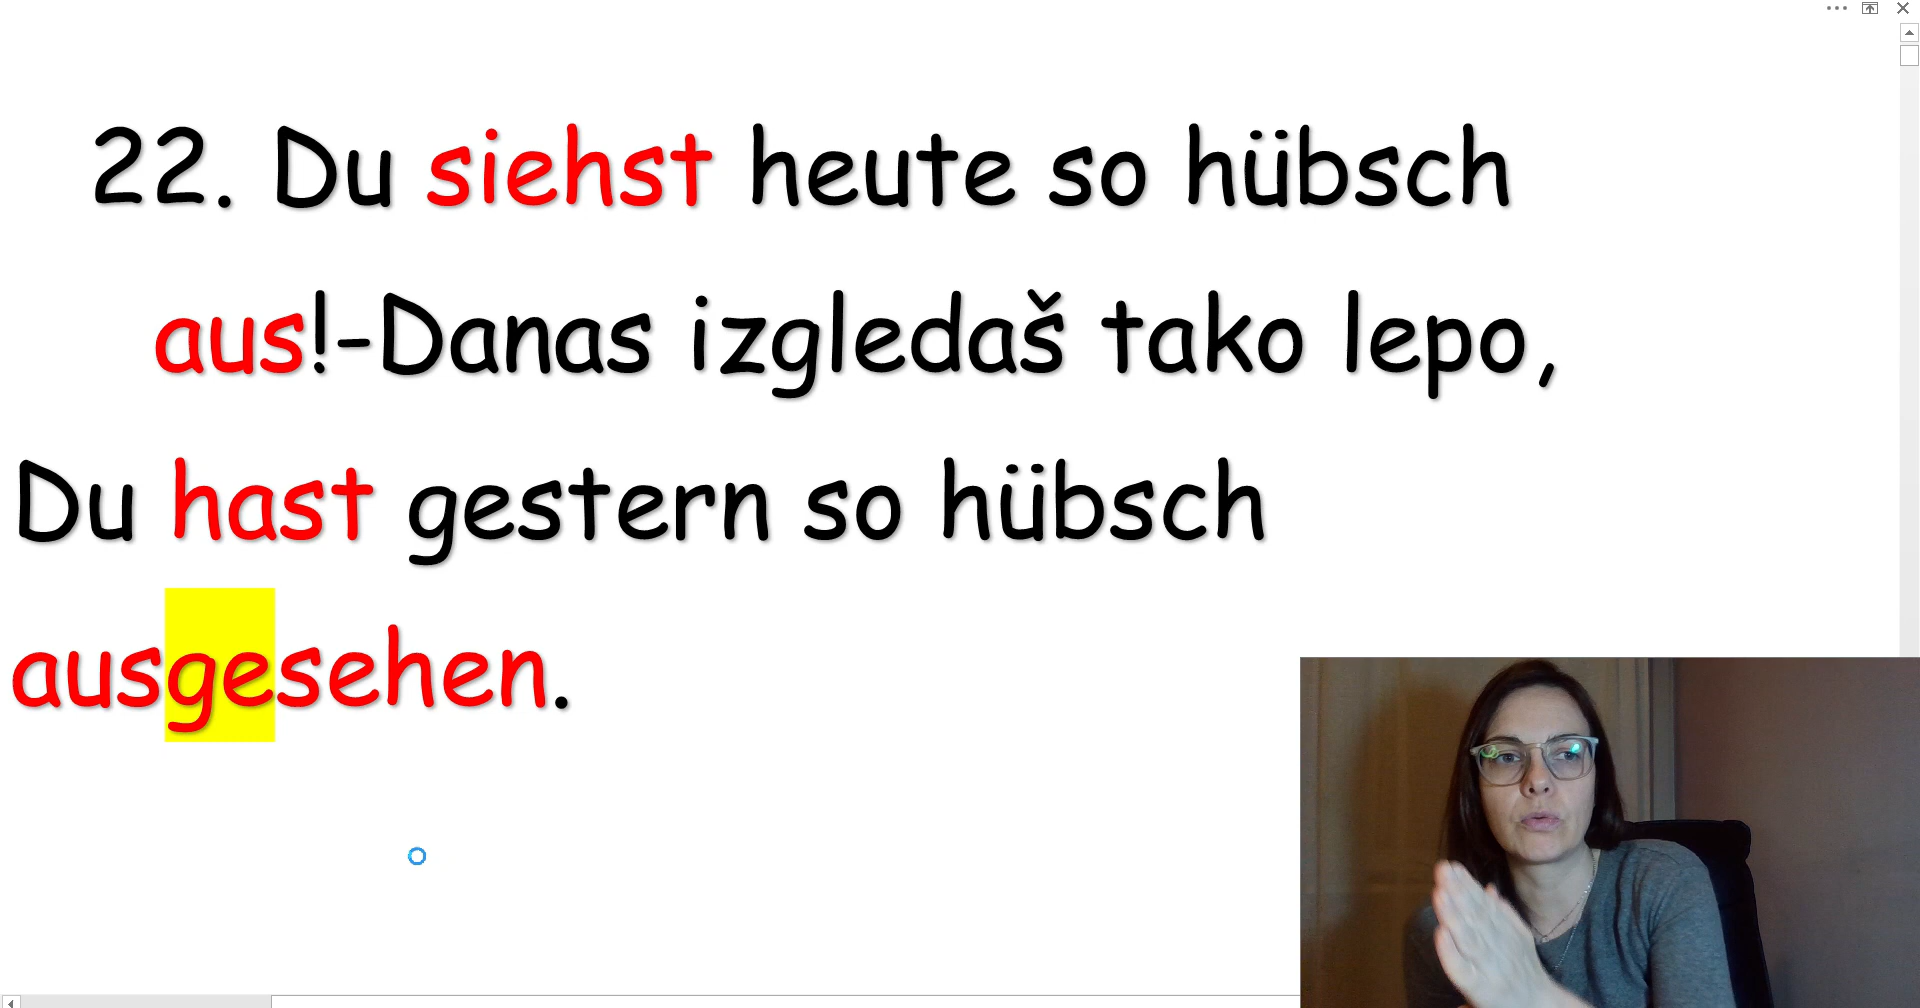 22. Du siehst heute so hübsch
aus!-Danas izgledaš tako lepo,
Du hast gestern so hübsch
ausgesehen.